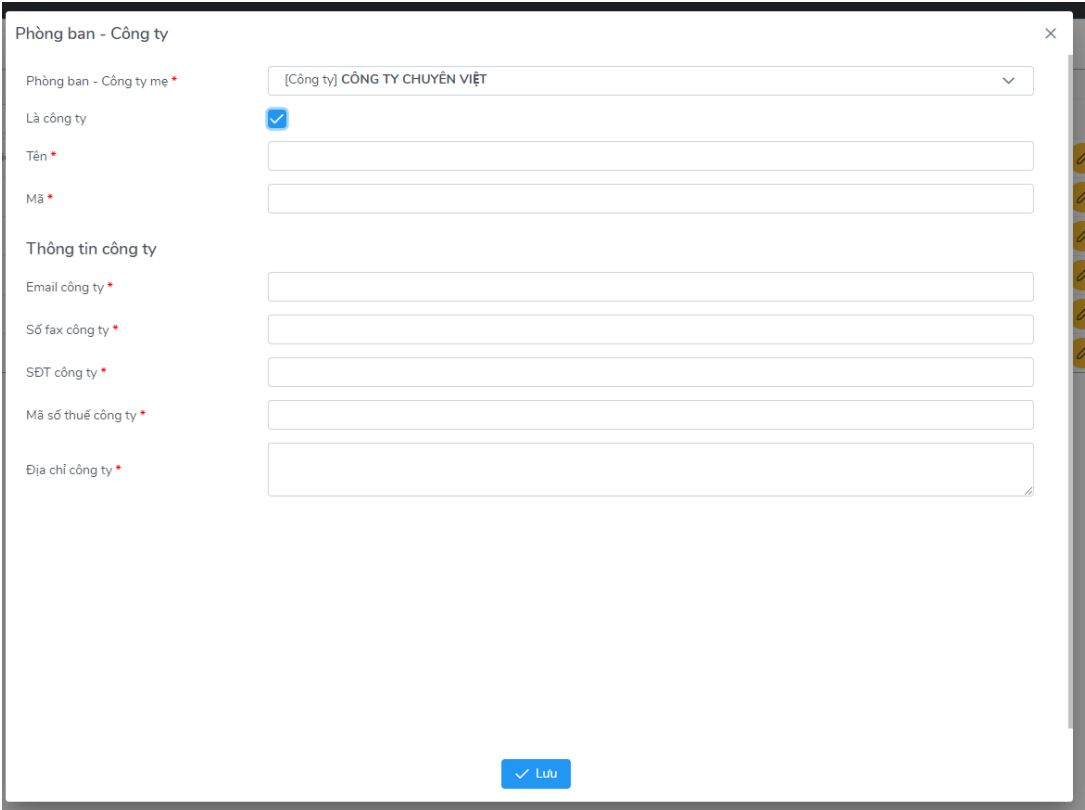 Phòng ban - Công ty
Phòng ban - Công ty mẹ *
[Công ty] CÔNG TY CHUYÊN VIỆT
Là công ty
Tên *
Mã *
Thông tin công ty
Email công ty *
Số fax công ty *
SĐT công ty *
Mã số thuế công ty *
Địa chỉ công ty *
Lưu